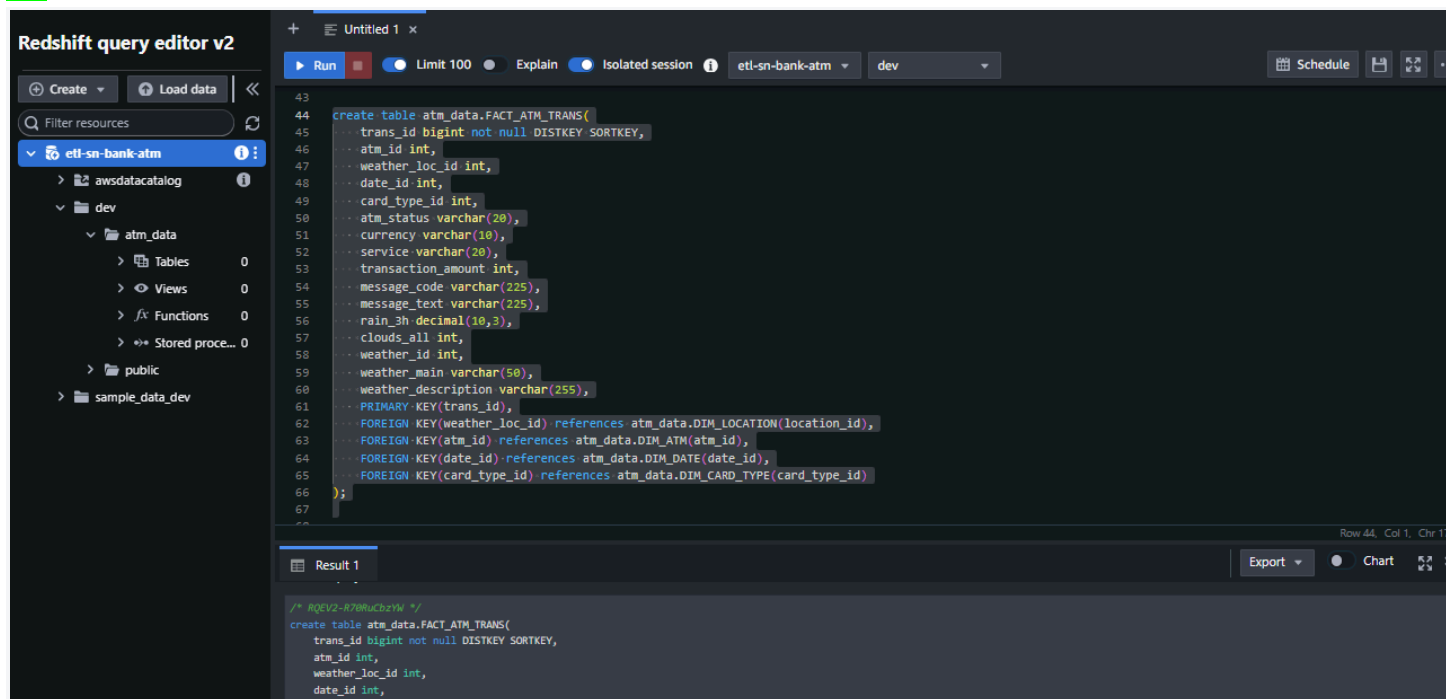 Redshift query editor v2
Create
Load data
Filter resources
etl-sn-bank-atm
awsdatacatalog
dev
atm_data
Tables 0
Views 0
fx Functions 0
Stored proce... 0
public
sample_data_dev
+ Untitled 1 ×
Run Limit 100 Explain Isolated session etl-sn-bank-atm dev Schedule
43
44 create table atm_data.FACT_ATM_TRANS(
45 trans_id bigint not null DISTKEY SORTKEY,
46 atm_id int,
47 weather_loc_id int,
48 date_id int,
49 card_type_id int,
50 atm_status varchar(20),
51 currency varchar(10),
52 service varchar(20),
53 transaction_amount int,
54 message_code varchar(225),
55 message_text varchar(225),
56 rain_3h decimal(10,3),
57 clouds_all int,
58 weather_id int,
59 weather_main varchar(50),
60 weather_description varchar(255),
61 PRIMARY KEY(trans_id),
62 FOREIGN KEY(weather_loc_id) references atm_data.DIM_LOCATION(location_id),
63 FOREIGN KEY(atm_id) references atm_data.DIM_ATM(atm_id),
64 FOREIGN KEY(date_id) references atm_data.DIM_DATE(date_id),
65 FOREIGN KEY(card_type_id) references atm_data.DIM_CARD_TYPE(card_type_id)
66 );
67
Row 44, Col 1, Chr
Result 1
Export Chart
/* RQEV2-R70RuCbzYW */
create table atm_data.FACT_ATM_TRANS(
trans_id bigint not null DISTKEY SORTKEY,
atm_id int,
weather_loc_id int,
date_id int,